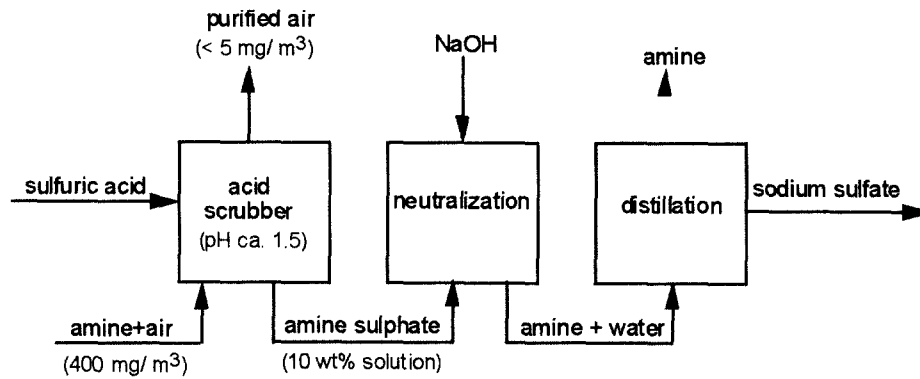 purified air
(< 5 mg/ m3)
NaOH
amine
sulfuric acid
acid
scrubber
(pH ca. 1.5)
neutralization
distillation
sodium sulfate
amine+air
(400 mg/ m3)
amine sulphate
(10 wt% solution)
amine + water